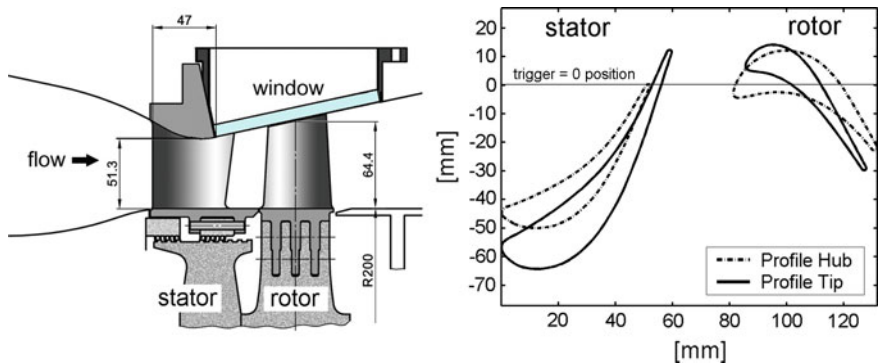 47
window
flow
51.3
64.4
R200
stator
rotor
stator
rotor
trigger = 0 position
20
10
0
-10
-20
-30
-40
-50
-60
-70
[mm]
Profile Hub
Profile Tip
20
40
60
80
100
120
[mm]